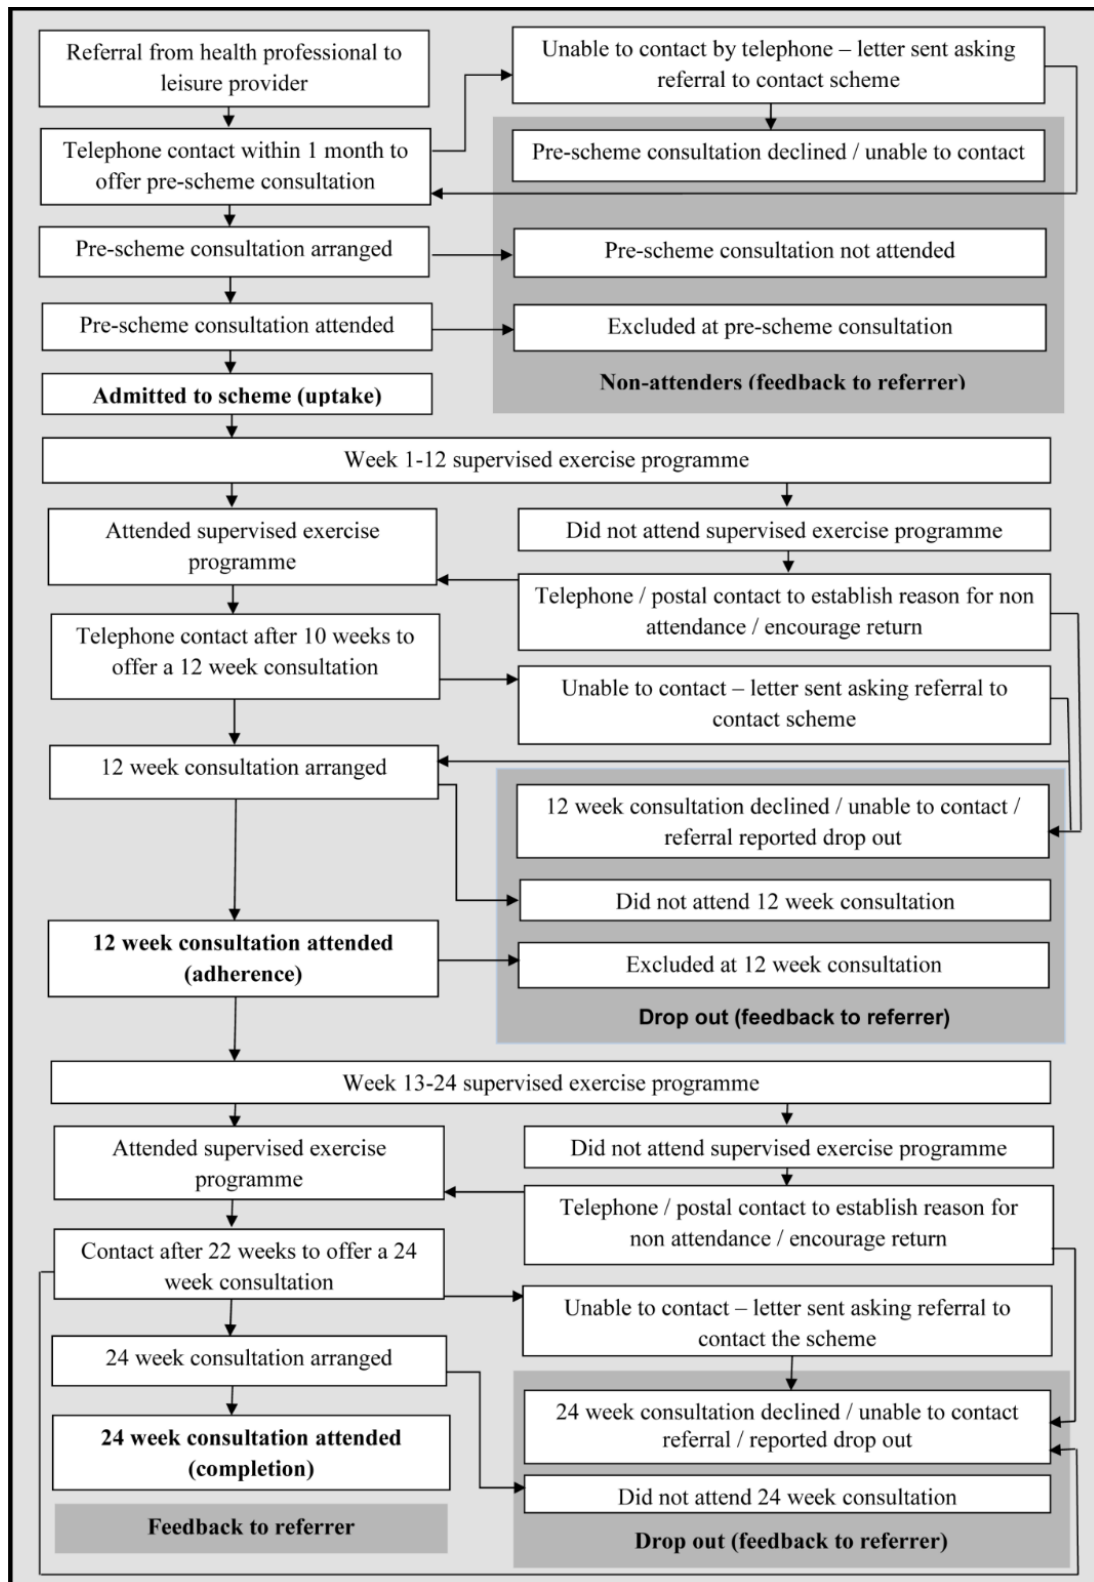 Referral from health professional to
leisure provider
Unable to contact by telephone – letter sent asking
referral to contact scheme
Telephone contact within 1 month to
offer pre-scheme consultation
Pre-scheme consultation declined / unable to contact
Pre-scheme consultation arranged
Pre-scheme consultation not attended
Pre-scheme consultation attended
Excluded at pre-scheme consultation
Non-attenders (feedback to referrer)
Admitted to scheme (uptake)
Week 1-12 supervised exercise programme
Attended supervised exercise
programme
Did not attend supervised exercise programme
Telephone / postal contact to establish reason for non
attendance / encourage return
Telephone contact after 10 weeks to
offer a 12 week consultation
Unable to contact – letter sent asking referral to
contact scheme
12 week consultation arranged
12 week consultation declined / unable to contact /
referral reported drop out
Did not attend 12 week consultation
12 week consultation attended
(adherence)
Excluded at 12 week consultation
Drop out (feedback to referrer)
Week 13-24 supervised exercise programme
Attended supervised exercise
programme
Did not attend supervised exercise programme
Telephone / postal contact to establish reason for
non attendance / encourage return
Contact after 22 weeks to offer a 24
week consultation
Unable to contact – letter sent asking referral to
contact the scheme
24 week consultation arranged
24 week consultation declined / unable to contact
referral / reported drop out
24 week consultation attended
(completion)
Did not attend 24 week consultation
Feedback to referrer
Drop out (feedback to referrer)